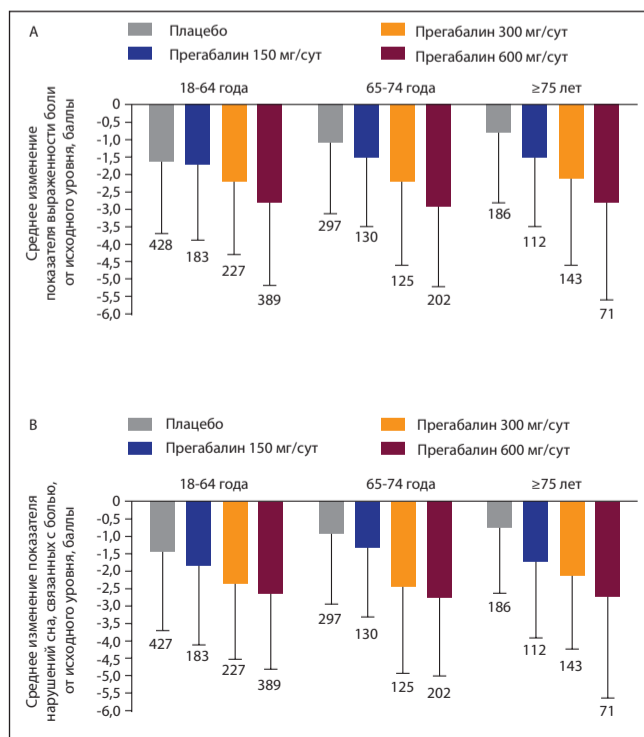 A
Плацебо
Прегабалин 300 мг/сут
Прегабалин 150 мг/сут
Прегабалин 600 мг/сут
18-64 года
65-74 года
≥75 лет
Среднее изменение
показателя выраженности боли
от исходного уровня, баллы
0
-0,5
-1,0
-1,5
-2,0
-2,5
-3,0
-3,5
-4,0
-4,5
-5,0
-5,5
-6,0
428
183
227
389
297
130
125
202
186
112
143
71
B
Плацебо
Прегабалин 300 мг/сут
Прегабалин 150 мг/сут
Прегабалин 600 мг/сут
18-64 года
65-74 года
≥75 лет
Среднее изменение показателя
нарушений сна, связанных с болью,
от исходного уровня, баллы
0
-0,5
-1,0
-1,5
-2,0
-2,5
-3,0
-3,5
-4,0
-4,5
-5,0
-5,5
-6,0
427
183
227
389
297
130
125
202
186
112
143
71